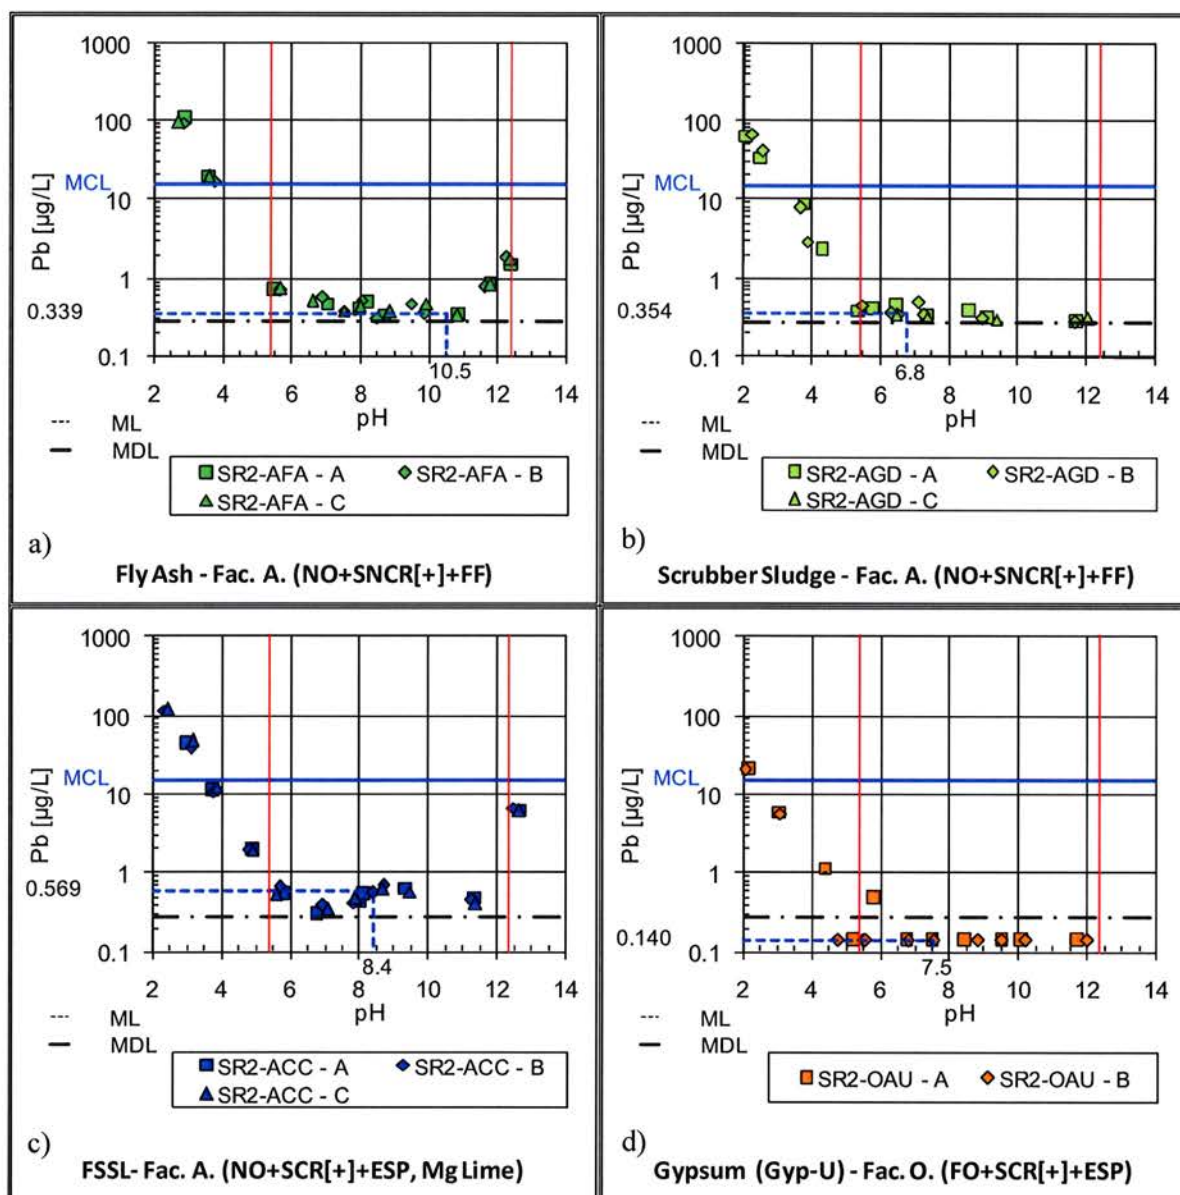 1000
100
MCL
10
1
0.339
0.1
Pb [µg/L]
10.5
2 4 6 8 10 12 14
pH
ML
MDL
SR2-AFA - A SR2-AFA - B
SR2-AFA - C
a)
Fly Ash - Fac. A. (NO+SNCR[+]+FF)
1000
100
MCL
10
1
0.354
0.1
Pb [µg/L]
6.8
2 4 6 8 10 12 14
pH
ML
MDL
SR2-AGD - A SR2-AGD - B
SR2-AGD - C
b)
Scrubber Sludge - Fac. A. (NO+SNCR[+]+FF)
1000
100
MCL
10
1
0.569
0.1
Pb [µg/L]
8.4
2 4 6 8 10 12 14
pH
ML
MDL
SR2-ACC - A SR2-ACC - B
SR2-ACC - C
c)
FSSL- Fac. A. (NO+SCR[+]+ESP, Mg Lime)
1000
100
MCL
10
1
0.140
0.1
Pb [µg/L]
7.5
2 4 6 8 10 12 14
pH
ML
MDL
SR2-OAU - A SR2-OAU - B
d)
Gypsum (Gyp-U) - Fac. O. (FO+SCR[+]+ESP)